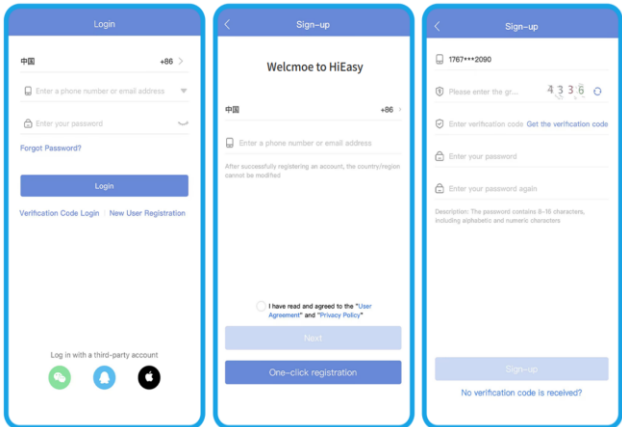 Login
中国 +86
Enter a phone number or email address
Enter your password
Forgot Password?
Login
Verification Code Login New User Registration
Log in with a third-party account
Sign-up
Welcmoe to HiEasy
中国 +86
Enter a phone number or email address
After successfully registering an account, the country/region
cannot be modified
I have read and agreed to the "User
Agreement" and "Privacy Policy"
Next
One-click registration
Sign-up
1767***2090
Please enter the gr... 4336
Enter verification code Get the verification code
Enter your password
Enter your password again
Description: The password contains 8-16 characters,
including alphabetic and numeric characters
Sign-up
No verification code is received?